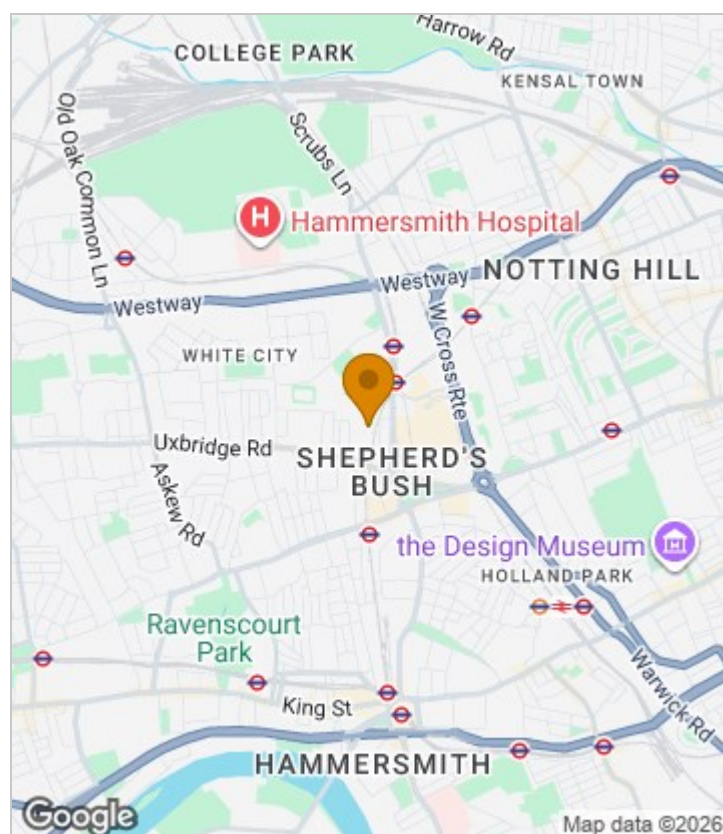 Harrow Rd
COLLEGE PARK
KENSAL TOWN
Old Oak Common Ln
Scrubs Ln
H
Hammersmith Hospital
NOTTING HILL
Westway
Westway
W Cross Rte
WHITE CITY
Uxbridge Rd
SHEPHERD'S
BUSH
Askew Rd
the Design Museum
HOLLAND PARK
Ravenscourt
Park
Warwick Rd
King St
HAMMERSMITH
Google
Map data ©2026